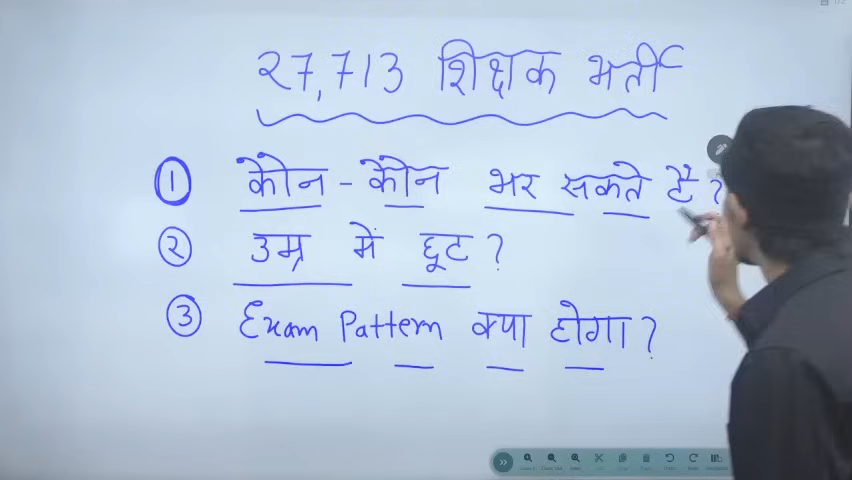 27,713 शिक्षक भर्ती
① कौन - कौन भर सकते है ?
② उम्र में छूट ?
③ Exam Pattern क्या होगा ?